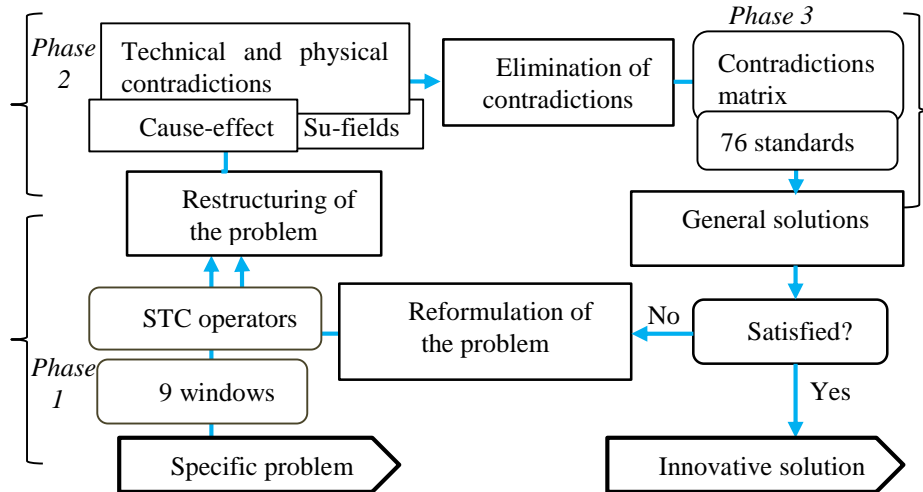 Phase 3
Phase
2
Technical and physical
contradictions
Cause-effect
Su-fields
Elimination of
contradictions
Contradictions
matrix
76 standards
Restructuring of
the problem
General solutions
STC operators
Reformulation of
the problem
No
Satisfied?
Phase
1
9 windows
Yes
Specific problem
Innovative solution